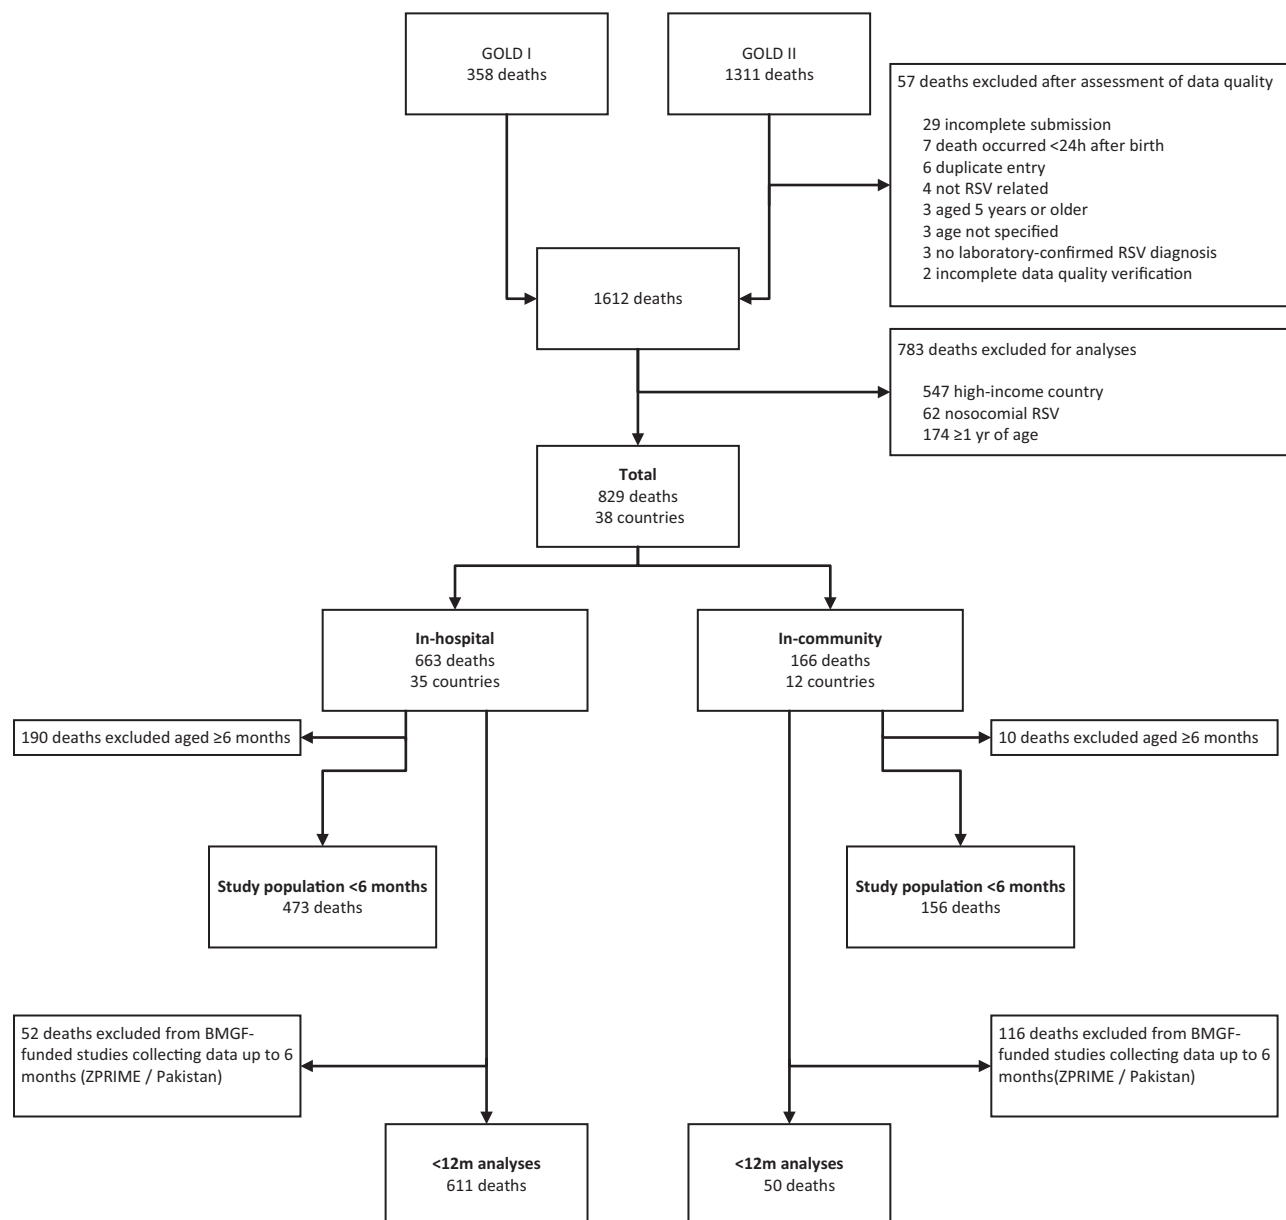 GOLD I
358 deaths
GOLD II
1311 deaths
57 deaths excluded after assessment of data quality
29 incomplete submission
7 death occurred <24h after birth
6 duplicate entry
4 not RSV related
3 aged 5 years or older
3 age not specified
3 no laboratory-confirmed RSV diagnosis
2 incomplete data quality verification
1612 deaths
783 deaths excluded for analyses
547 high-income country
62 nosocomial RSV
174 ≥1 yr of age
Total
829 deaths
38 countries
In-hospital
663 deaths
35 countries
In-community
166 deaths
12 countries
190 deaths excluded aged ≥6 months
10 deaths excluded aged ≥6 months
Study population <6 months
473 deaths
Study population <6 months
156 deaths
52 deaths excluded from BMGF-
funded studies collecting data up to 6
months (ZPRIME / Pakistan)
116 deaths excluded from BMGF-
funded studies collecting data up to 6
months(ZPRIME / Pakistan)
<12m analyses
611 deaths
<12m analyses
50 deaths